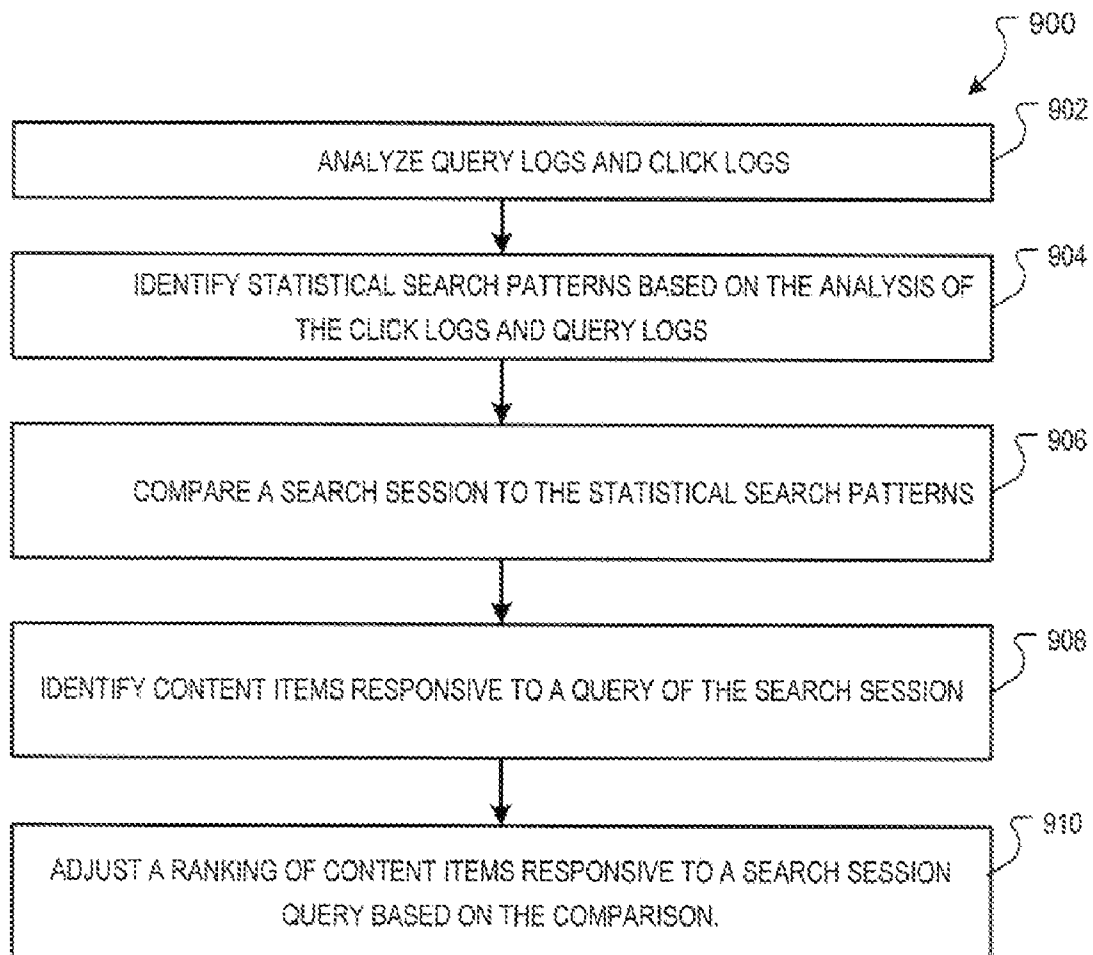 900
902
ANALYZE QUERY LOGS AND CLICK LOGS
904
IDENTIFY STATISTICAL SEARCH PATTERNS BASED ON THE ANALYSIS OF
THE CLICK LOGS AND QUERY LOGS
906
COMPARE A SEARCH SESSION TO THE STATISTICAL SEARCH PATTERNS
908
IDENTIFY CONTENT ITEMS RESPONSIVE TO A QUERY OF THE SEARCH SESSION
910
ADJUST A RANKING OF CONTENT ITEMS RESPONSIVE TO A SEARCH SESSION
QUERY BASED ON THE COMPARISON.